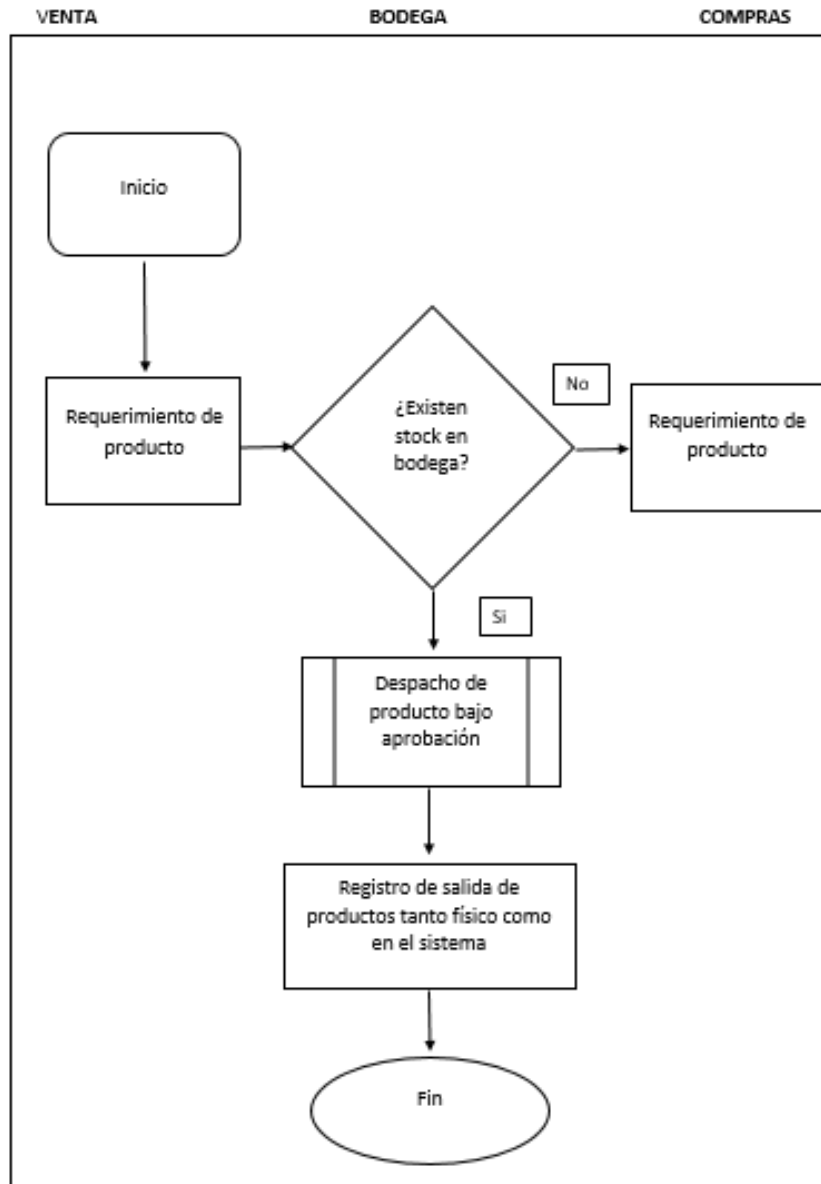 VENTA BODEGA COMPRAS
Inicio
Requerimiento de
producto
¿Existen
stock en
bodega?
No
Requerimiento de
producto
Si
Despacho de
producto bajo
aprobación
Registro de salida de
productos tanto físico como
en el sistema
Fin